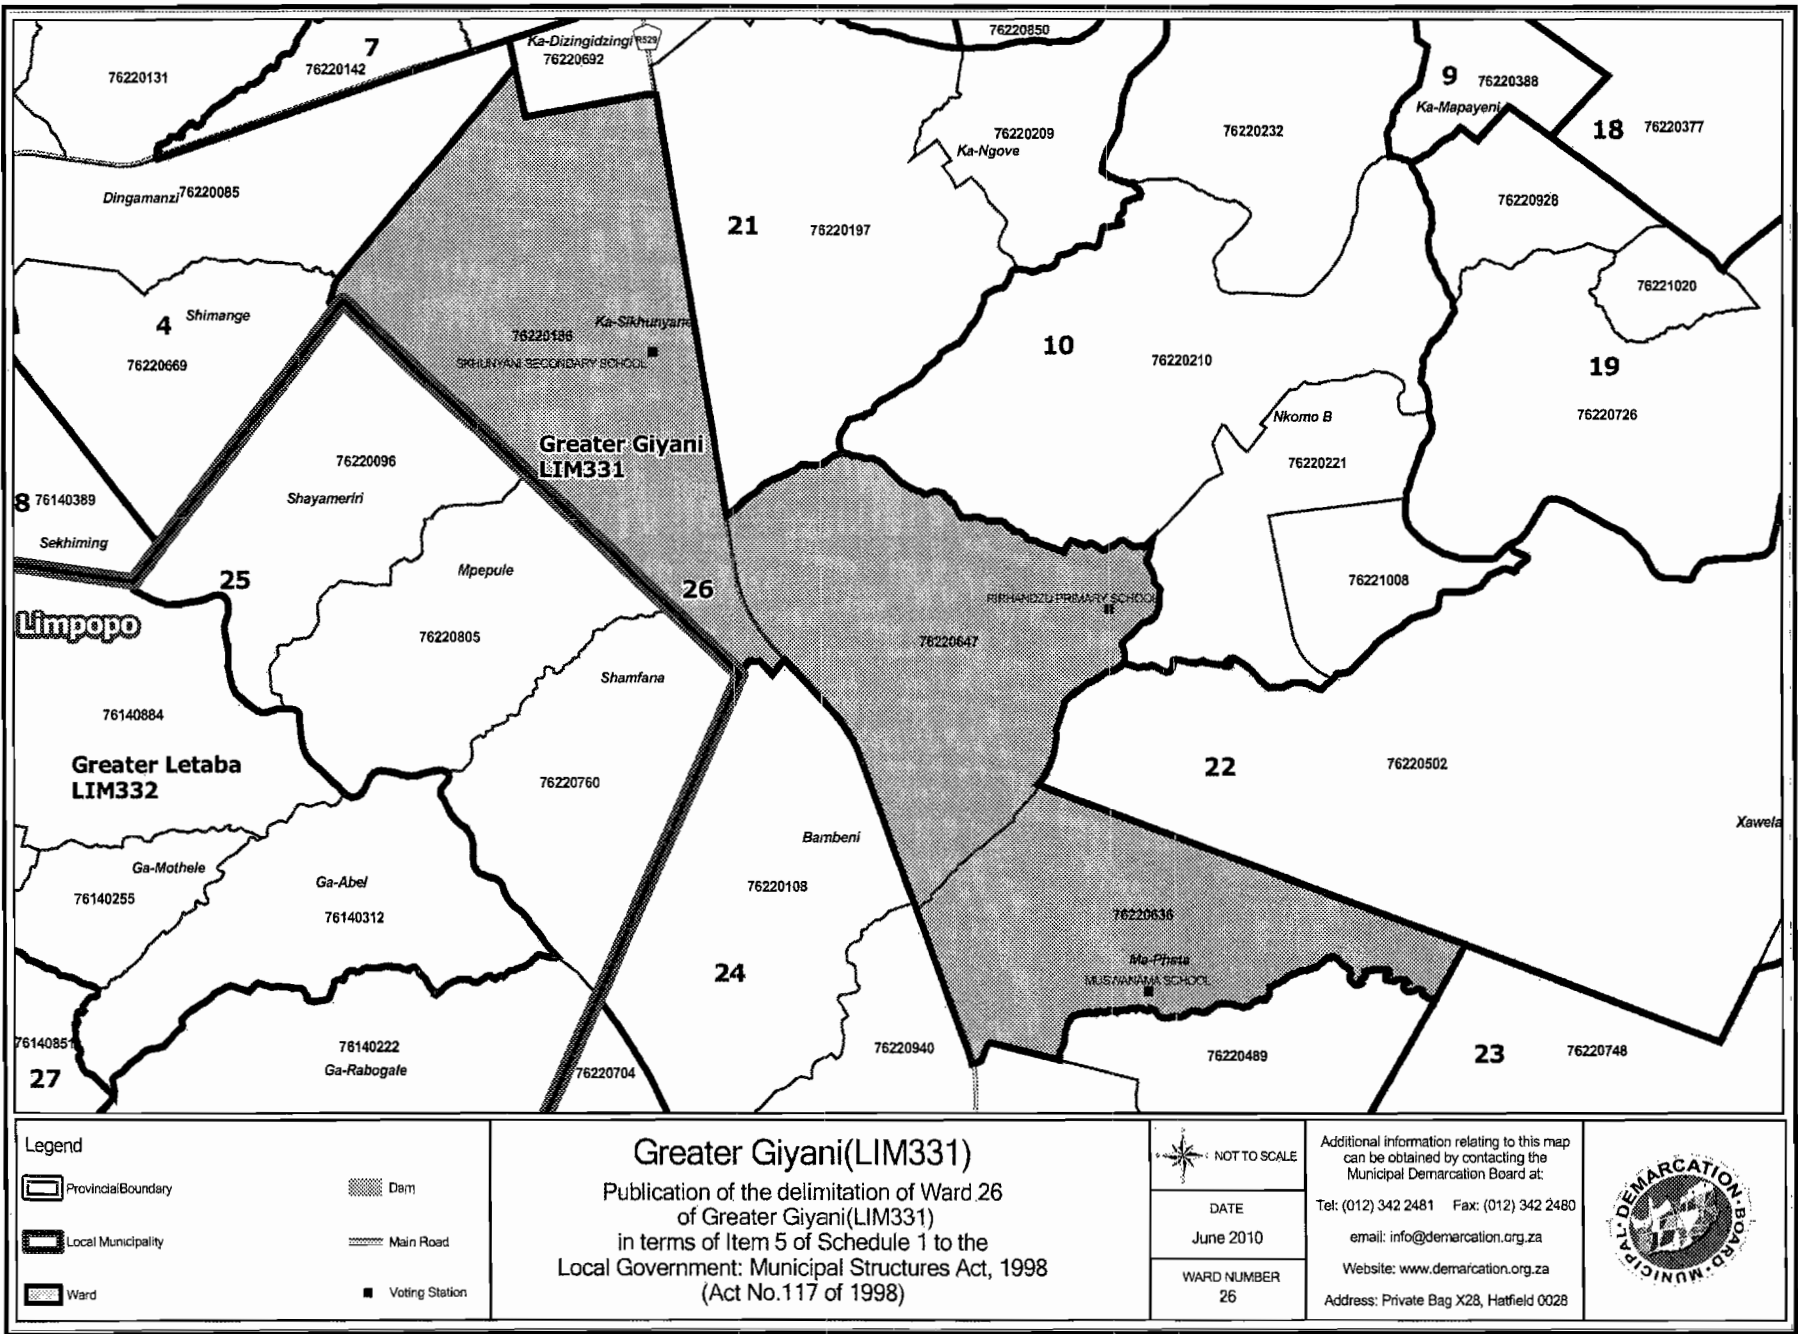 76220131
7
76220142
Ka-Dizingidzingi
76220692
R529
76220850
9
76220388
Ka-Mapayeni
18
76220377
76220209
Ka-Ngove
76220232
Dingamanzi
76220085
21
76220197
76220928
76221020
4
Shimange
76220669
76220186
SKHUNYANI SECONDARY SCHOOL
10
76220210
19
76220726
Nkomo B
76220221
Greater Giyani
LIM331
76220096
Shayameriri
8
76140389
Sekhiming
25
Mpepule
26
76221008
RIRHANDZU PRIMARY SCHOOL
Limpopo
76220805
76220647
Shamfana
76140884
Greater Letaba
LIM332
76220760
22
76220502
Xawela
Bambeni
Ga-Mothele
76140255
Ga-Abel
76140312
76220108
76220636
Ma-Phata
MUSWANAMA SCHOOL
24
76140851
27
76140222
Ga-Rabogale
76220704
76220940
76220489
23
76220748
Legend
ProvincialBoundary
Local Municipality
Ward
Dam
Main Road
Voting Station
Greater Giyani(LIM331)
Publication of the delimitation of Ward 26
of Greater Giyani(LIM331)
in terms of Item 5 of Schedule 1 to the
Local Government: Municipal Structures Act, 1998
(Act No.117 of 1998)
NOT TO SCALE
DATE
June 2010
WARD NUMBER
26
Additional information relating to this map
can be obtained by contacting the
Municipal Demarcation Board at:
Tel: (012) 342 2481 Fax: (012) 342 2480
email: info@demarcation.org.za
Website: www.demarcation.org.za
Address: Private Bag X28, Hatfield 0028
MUNICIPAL DEMARCATION BOARD